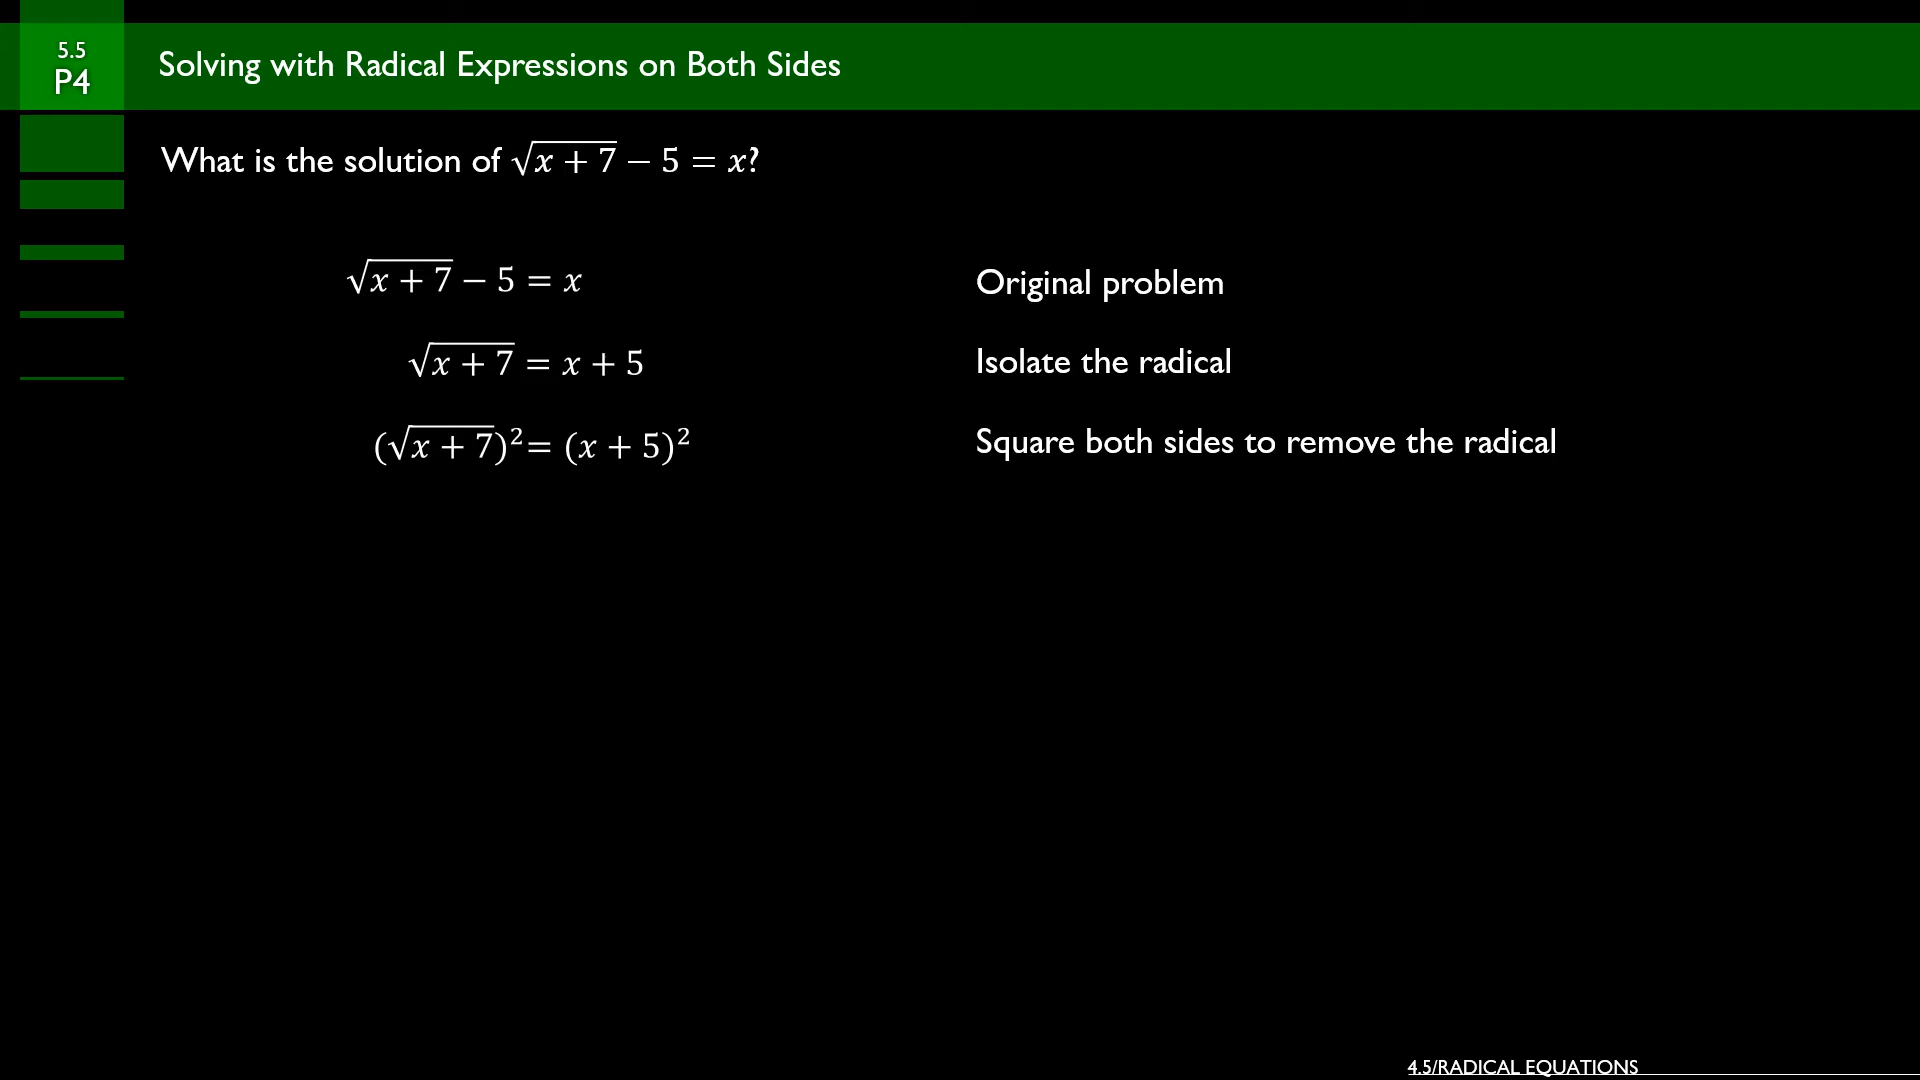 5.5
P4
Solving with Radical Expressions on Both Sides
What is the solution of √(x + 7) − 5 = x?
√(x + 7) − 5 = x
Original problem
√(x + 7) = x + 5
Isolate the radical
(√(x + 7))² = (x + 5)²
Square both sides to remove the radical
4.5/RADICAL EQUATIONS